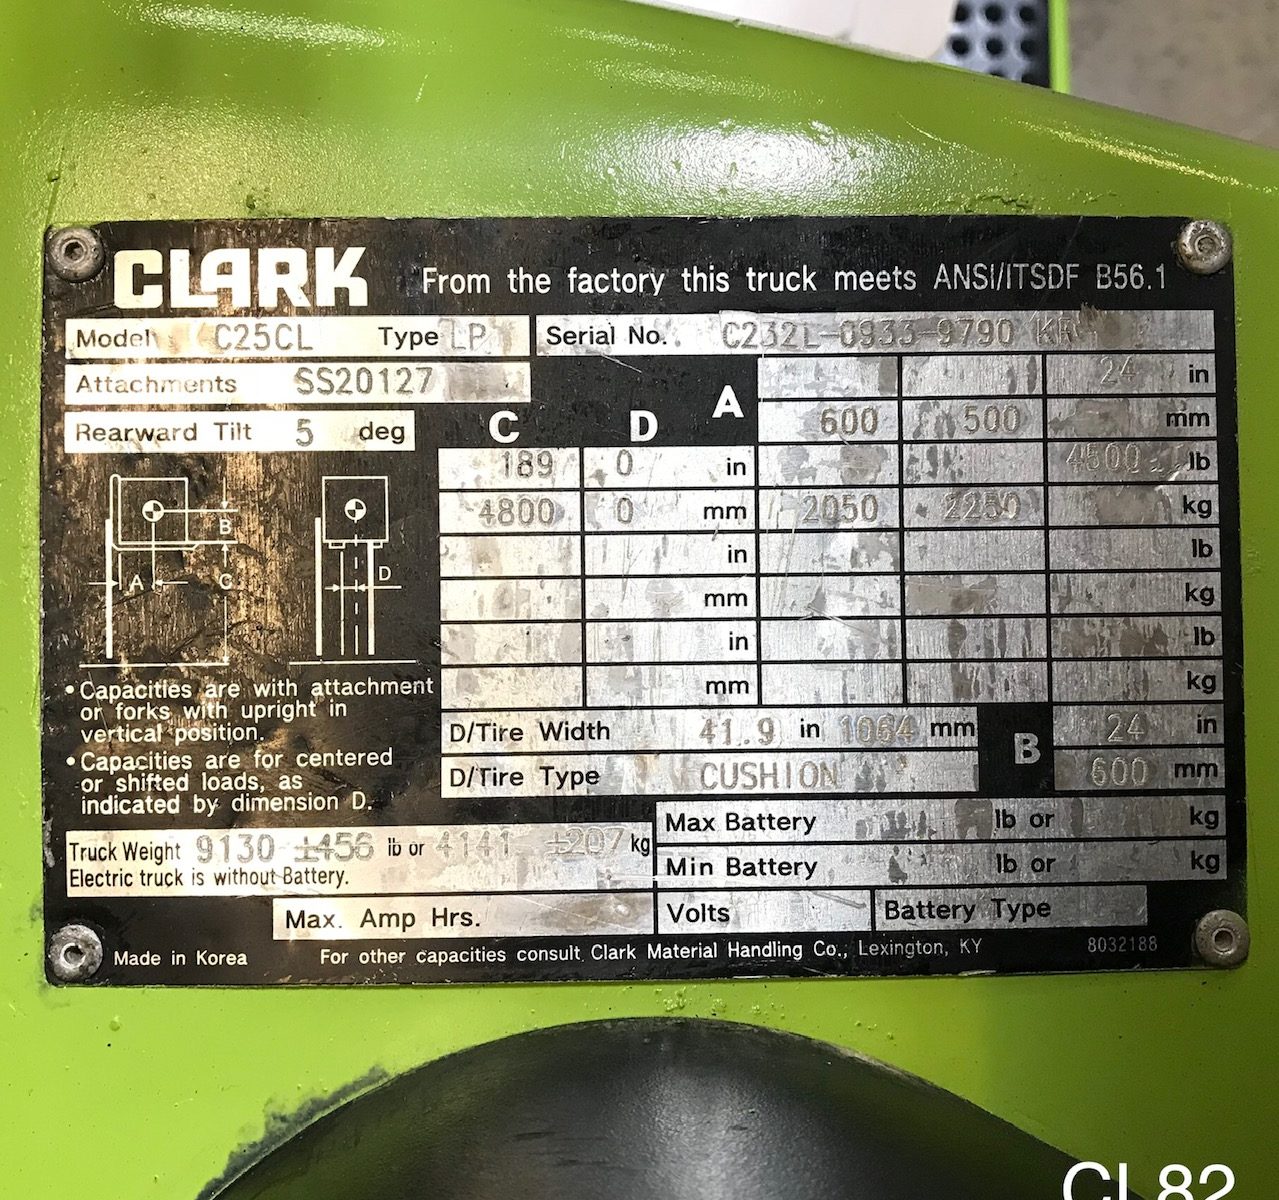 CLARK From the factory this truck meets ANSI/ITSDF B56.1
Model C25CL Type LP Serial No. C232L-0933-9790 KR
Attachments SS20127
Rearward Tilt 5 deg
C D A
24 in
600 500 mm
189 0 in 4500 lb
4800 0 mm 2050 2250 kg
in lb
mm kg
in lb
mm kg
B
A C
D
• Capacities are with attachment
or forks with upright in
vertical position.
• Capacities are for centered
or shifted loads, as
indicated by dimension D.
D/Tire Width 41.9 in 1064 mm
D/Tire Type CUSHION
B 24 in
600 mm
Truck Weight 9130 ±456 lb or 4141 ±207 kg
Electric truck is without Battery.
Max Battery lb or kg
Min Battery lb or kg
Max. Amp Hrs. Volts Battery Type
Made in Korea For other capacities consult Clark Material Handling Co., Lexington, KY 8032188
CL82